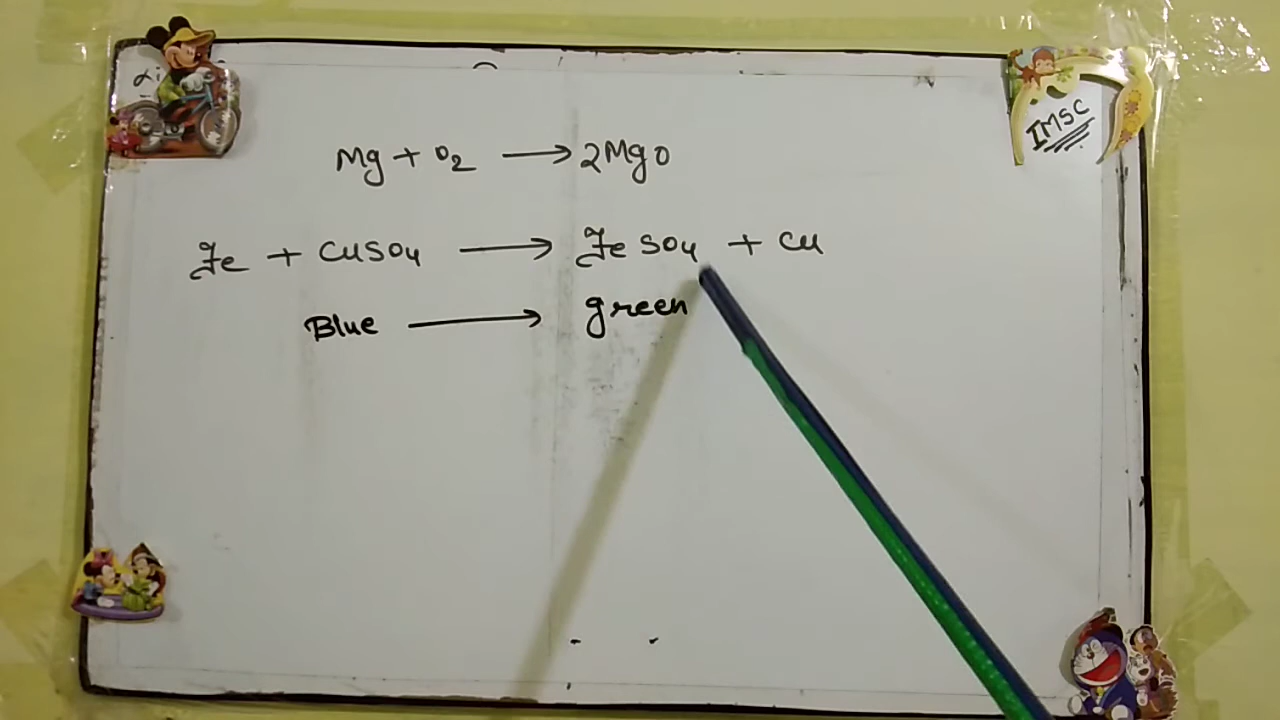 IMSC
Mg + O₂ → 2MgO
Fe + CuSO₄ → FeSO₄ + Cu
Blue → green